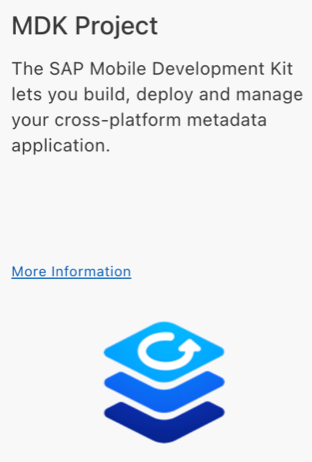 MDK Project
The SAP Mobile Development Kit
lets you build, deploy and manage
your cross-platform metadata
application.
More Information